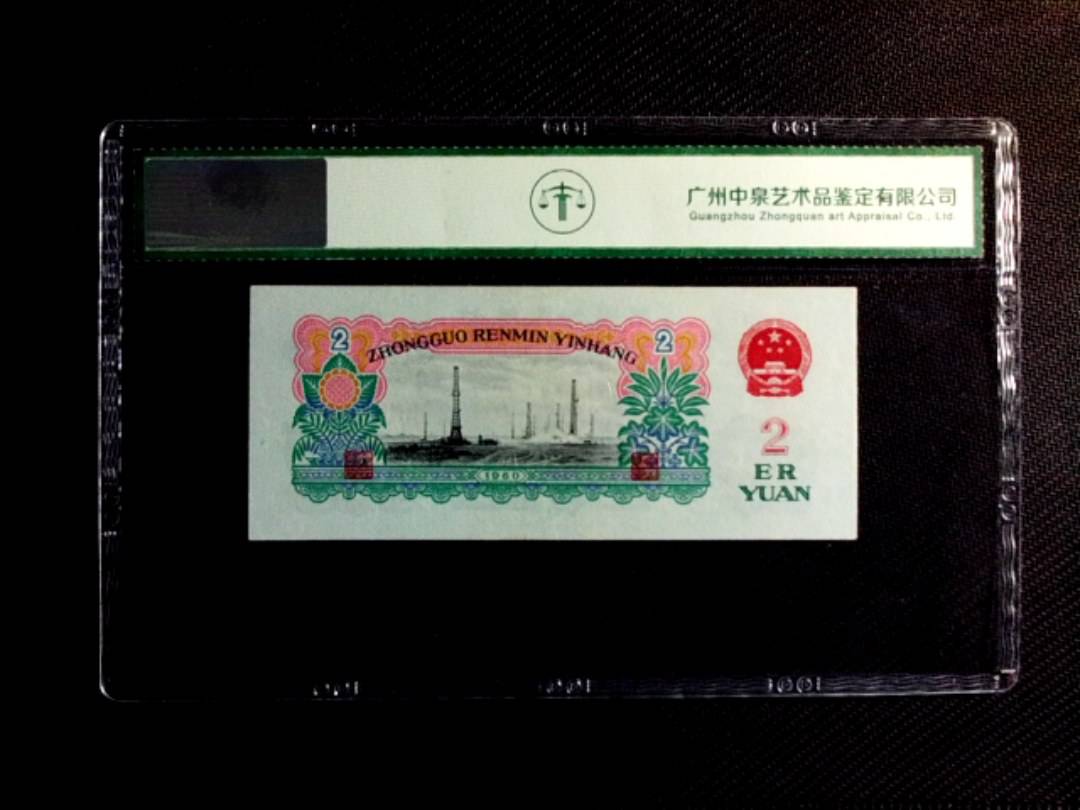 广州中泉艺术品鉴定有限公司
Guangzhou Zhongquan art Appraisal Co., Ltd.
2
ZHONGGUO RENMIN YINHANG
2
1960
2
ER
YUAN